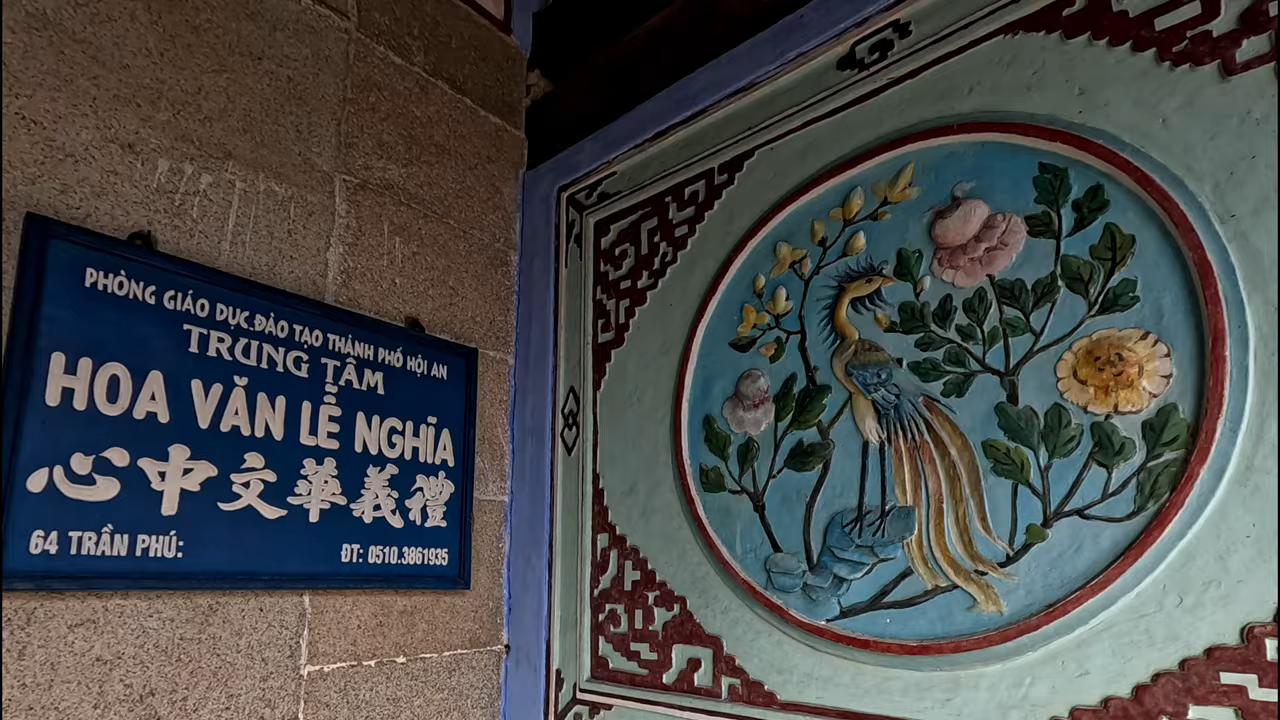 PHÒNG GIÁO DỤC.ĐÀO TẠO THÀNH PHỐ HỘI AN
TRUNG TÂM
HOA VĂN LỄ NGHĨA
心中文華義禮
64 TRẦN PHÚ:
ĐT: 0510.3861935